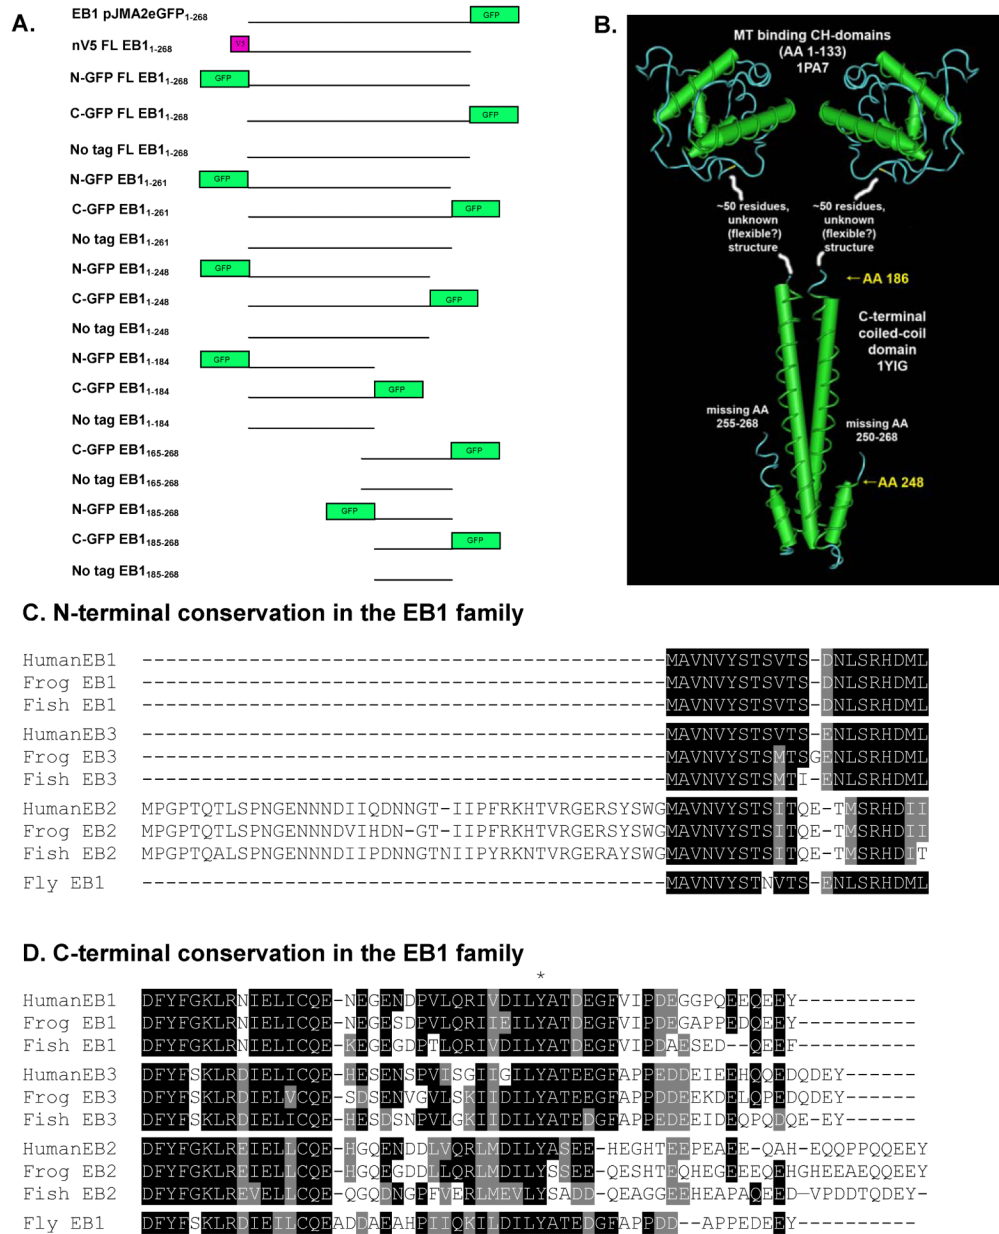 A.
EB1 pJMA2eGFP1-268
GFP
nV5 FL EB11-268
V5
N-GFP FL EB11-268
GFP
C-GFP FL EB11-268
GFP
No tag FL EB11-268
N-GFP EB11-261
GFP
C-GFP EB11-261
GFP
No tag EB11-261
N-GFP EB11-248
GFP
C-GFP EB11-248
GFP
No tag EB11-248
N-GFP EB11-184
GFP
C-GFP EB11-184
GFP
No tag EB11-184
C-GFP EB1165-268
GFP
No tag EB1165-268
N-GFP EB1185-268
GFP
C-GFP EB1185-268
GFP
No tag EB1185-268
B.
MT binding CH-domains
(AA 1-133)
1PA7
~50 residues,
unknown
(flexible?)
structure
~50 residues,
unknown
(flexible?)
structure
←AA 186
C-terminal
coiled-coil
domain
1YIG
missing AA
255-268
missing AA
250-268
←AA 248
C. N-terminal conservation in the EB1 family
HumanEB1 --------------------------------------------MAVNVYSTSVTS-DNLSRHDML
Frog EB1 --------------------------------------------MAVNVYSTSVTS-DNLSRHDML
Fish EB1 --------------------------------------------MAVNVYSTSVTS-DNLSRHDML
HumanEB3 --------------------------------------------MAVNVYSTSVTS-ENLSRHDML
Frog EB3 --------------------------------------------MAVNVYSTSMTSGENLSRHDML
Fish EB3 --------------------------------------------MAVNVYSTSMTI-ENLSRHDML
HumanEB2 MPGPTQTLSPNGENNNDIIQDNNGT-IIPFRKHTVRGERSYSWGMAVNVYSTSITQE-TMSRHDII
Frog EB2 MPGPTQTLSPNGENNNDVIHDN-GT-IIPFRKHTVRGERSYSWGMAVNVYSTSITQE-TMSRHDII
Fish EB2 MPGPTQALSPNGENNNDIIPDNNGTNIIPYRKNTVRGERAYSWGMAVNVYSTSITQE-TMSRHDIT
Fly EB1 --------------------------------------------MAVNVYSTNVTS-ENLSRHDML
D. C-terminal conservation in the EB1 family
*
HumanEB1 DFYFGKLRNIELICQE-NEGENDPVLQRIVDILYATDEGFVIPDEGGPQEEQEEY----------
Frog EB1 DFYFGKLRNIELICQE-NEGESDPVLQRIIEILYATDEGFVIPDEGAPPEDQEEY----------
Fish EB1 DFYFGKLRNIELICQE-KEGEGDPTLQRIVDILYATDEGFVIPDAESED--QEEF----------
HumanEB3 DFYFSKLRDIELICQE-HESENSPVISGIIGILYATEEGFAPPEDDEIEEHQQEDQDEY------
Frog EB3 DFYFSKLRDIELVCQE-SDSENVGVLSKIIDILYATEEGFAPPDDEEKDELQPEDQDEY------
Fish EB3 DFYFSKLRDIELICQE-HESDSNPVLGKIIDILYATEDGFAPPEDEEIDEQPQDQE-EY------
HumanEB2 DFYFGKLREIELLCQE-HGQENDDLVQRLMDILYASEE-HEGHTEEPEAEE-QAH-EQQPPQQEEY
Frog EB2 DFYFGKLREIELLCQE-HGQEGDDLLQRLMDILYSSEE-QESHTEQHEGEEEQEHGHEEAEQQEEY
Fish EB2 DFYFGKLREVELLCQE-QGQDNGPFVERLMEVLYSADD-QEAGGEEHEAPAQEED-VPDDTQDEY-
Fly EB1 DFYFSKLRDIEILCQEADDAEAHPIIQKILDILYATEDGFAPPDD--APPEDEEY----------